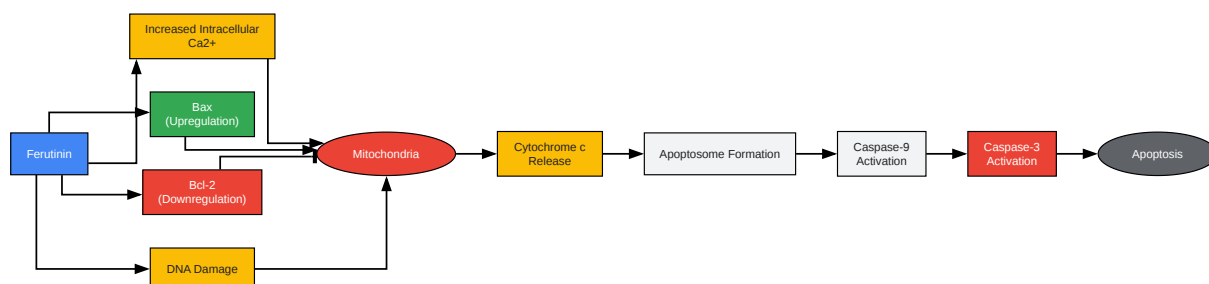 Increased Intracellular
Ca2+
Bax
(Upregulation)
Ferutinin
Mitochondria
Cytochrome c
Release
Apoptosome Formation
Caspase-9
Activation
Caspase-3
Activation
Apoptosis
Bcl-2
(Downregulation)
DNA Damage